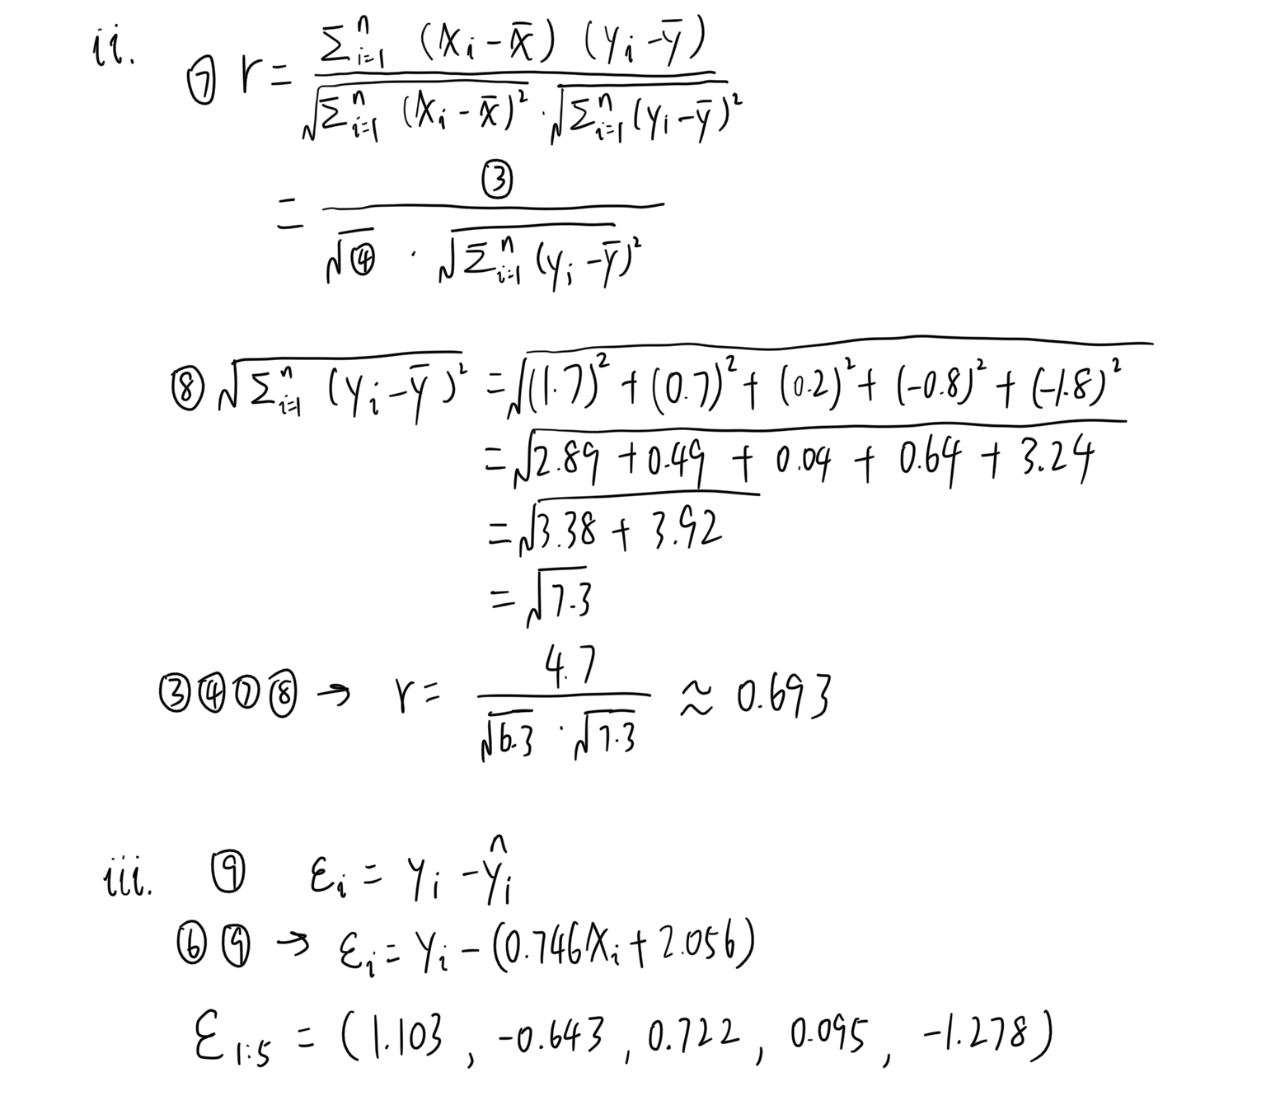 ii. ⑦ r = Σⁿᵢ₌₁ (xᵢ - x̄) (yᵢ - ȳ) / √(Σⁿᵢ₌₁ (xᵢ - x̄)²) · √(Σⁿᵢ₌₁ (yᵢ - ȳ)²)
= ③ / √④ · √(Σⁿᵢ₌₁ (yᵢ - ȳ)²)
⑧ √(Σⁿᵢ₌₁ (yᵢ - ȳ)²) = √((1.7)² + (0.7)² + (0.2)² + (-0.8)² + (-1.8)²)
= √(2.89 + 0.49 + 0.04 + 0.64 + 3.24)
= √(3.38 + 3.92)
= √7.3
③④⑦⑧ → r = 4.7 / √6.3 · √7.3 ≈ 0.693
iii. ⑨ εᵢ = yᵢ - ŷᵢ
⑥⑨ → εᵢ = yᵢ - (0.746xᵢ + 2.056)
ε₁:₅ = (1.103, -0.643, 0.722, 0.095, -1.278)